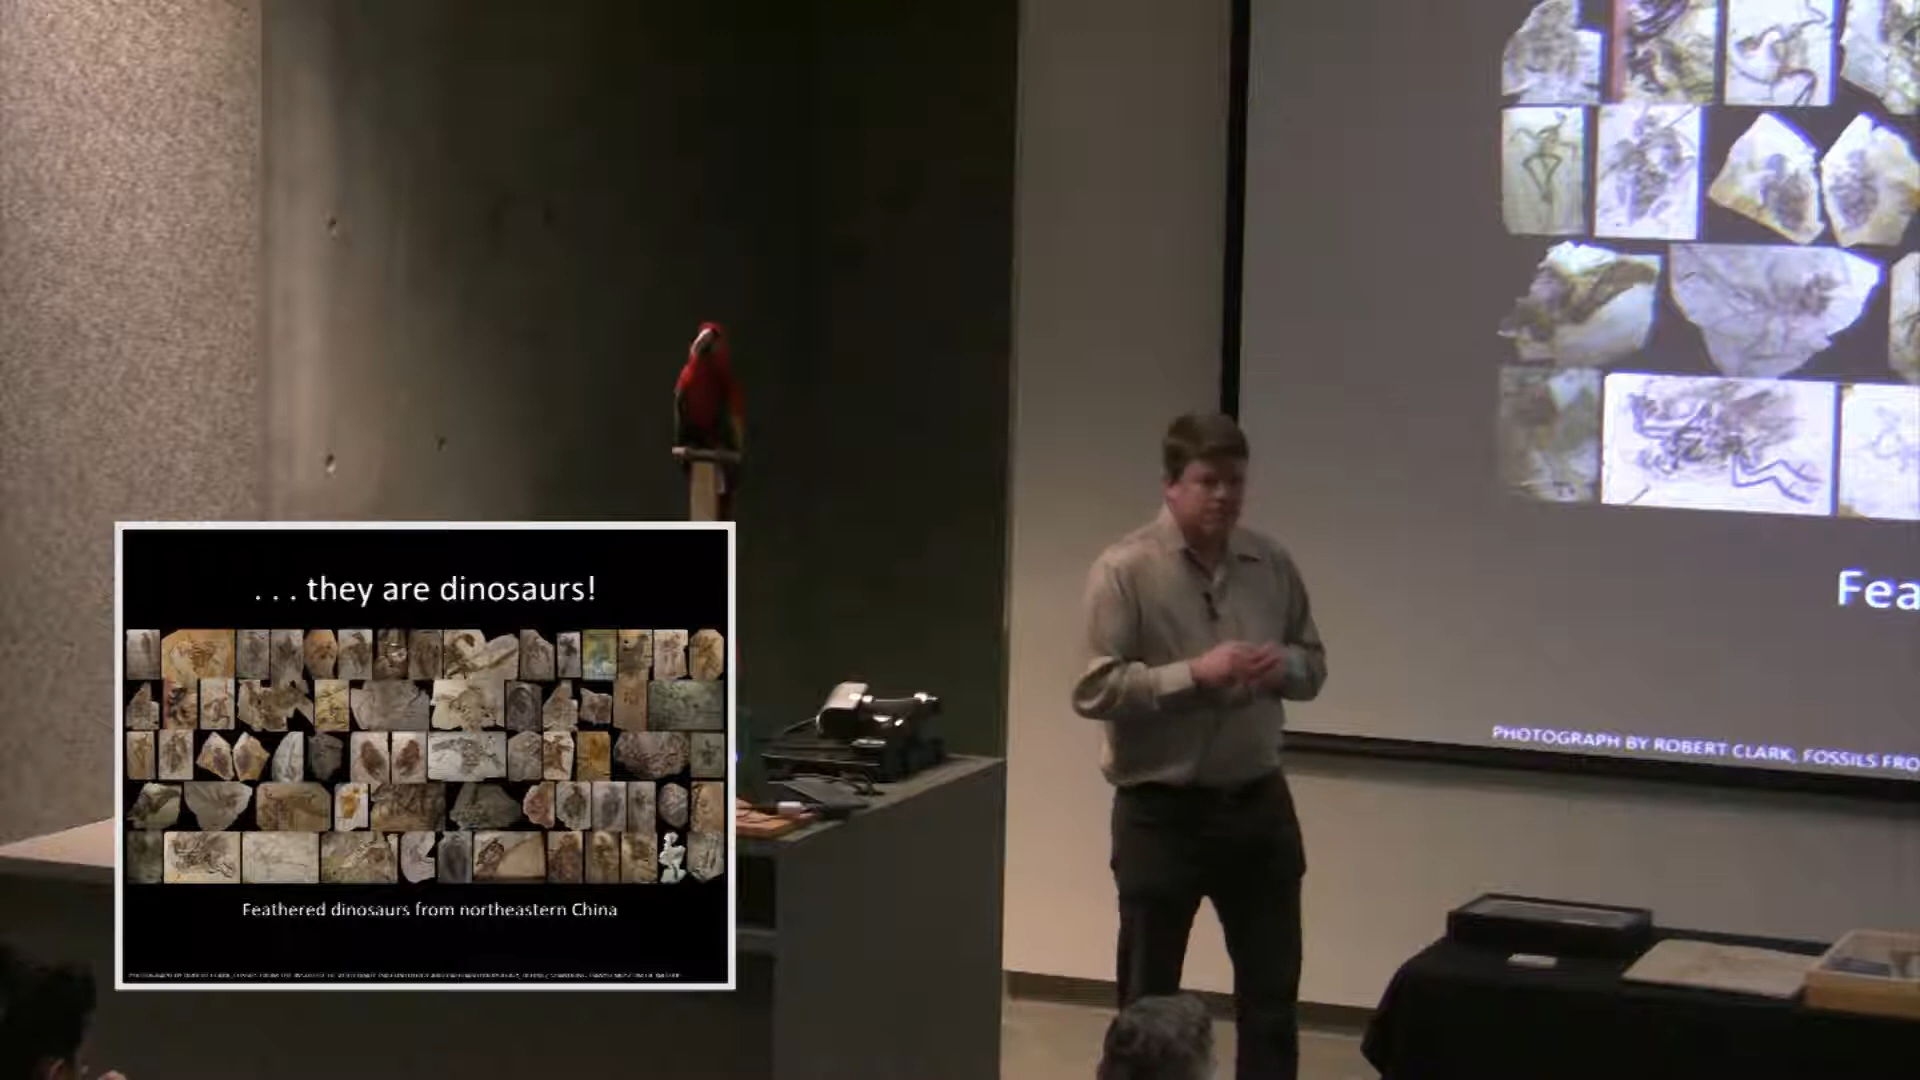 . . . they are dinosaurs!
Feathered dinosaurs from northeastern China
Fea
PHOTOGRAPH BY ROBERT CLARK, FOSSILS FRO